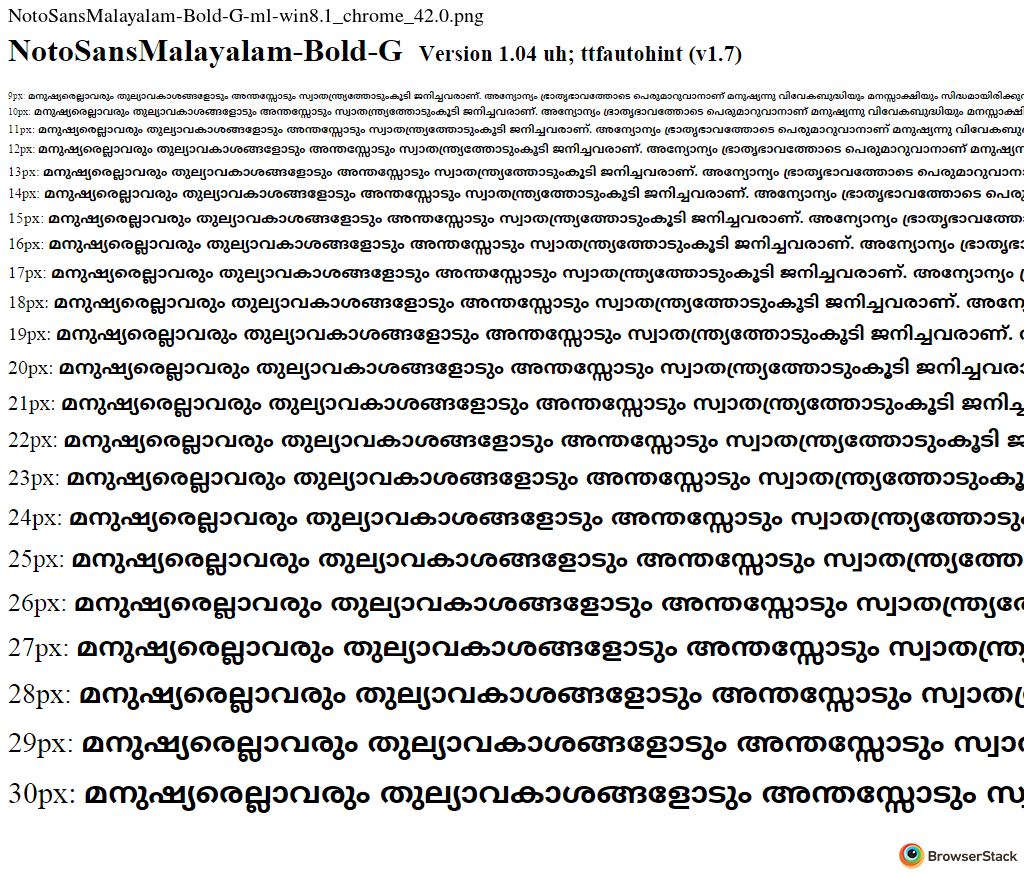 NotoSansMalayalam-Bold-G-ml-win8.1_chrome_42.0.png
NotoSansMalayalam-Bold-G Version 1.04 uh; ttfautohint (v1.7)
9px: മനുഷ്യരെല്ലാവരും തുല്യാവകാശങ്ങളോടും അന്തസ്സോടും സ്വാതന്ത്ര്യത്തോടുംകൂടി ജനിച്ചവരാണ്. അന്യോന്യം ഭ്രാതൃഭാവത്തോടെ പെരുമാറുവാനാണ് മനുഷ്യന്നു വിവേകബുദ്ധിയും മനസ്സാക്ഷിയും
10px: മനുഷ്യരെല്ലാവരും തുല്യാവകാശങ്ങളോടും അന്തസ്സോടും സ്വാതന്ത്ര്യത്തോടുംകൂടി ജനിച്ചവരാണ്. അന്യോന്യം ഭ്രാതൃഭാവത്തോടെ പെരുമാറുവാനാണ് മനുഷ്യന്നു വിവേകബുദ്ധിയും
11px: മനുഷ്യരെല്ലാവരും തുല്യാവകാശങ്ങളോടും അന്തസ്സോടും സ്വാതന്ത്ര്യത്തോടുംകൂടി ജനിച്ചവരാണ്. അന്യോന്യം ഭ്രാതൃഭാവത്തോടെ പെരുമാറുവാനാണ് മനുഷ്യന്നു
12px: മനുഷ്യരെല്ലാവരും തുല്യാവകാശങ്ങളോടും അന്തസ്സോടും സ്വാതന്ത്ര്യത്തോടുംകൂടി ജനിച്ചവരാണ്. അന്യോന്യം ഭ്രാതൃഭാവത്തോടെ പെരുമാറുവാനാണ്
13px: മനുഷ്യരെല്ലാവരും തുല്യാവകാശങ്ങളോടും അന്തസ്സോടും സ്വാതന്ത്ര്യത്തോടുംകൂടി ജനിച്ചവരാണ്. അന്യോന്യം ഭ്രാതൃഭാവത്തോടെ
14px: മനുഷ്യരെല്ലാവരും തുല്യാവകാശങ്ങളോടും അന്തസ്സോടും സ്വാതന്ത്ര്യത്തോടുംകൂടി ജനിച്ചവരാണ്. അന്യോന്യം ഭ്രാതൃഭാവത്തോടെ
15px: മനുഷ്യരെല്ലാവരും തുല്യാവകാശങ്ങളോടും അന്തസ്സോടും സ്വാതന്ത്ര്യത്തോടുംകൂടി ജനിച്ചവരാണ്. അന്യോന്യം
16px: മനുഷ്യരെല്ലാവരും തുല്യാവകാശങ്ങളോടും അന്തസ്സോടും സ്വാതന്ത്ര്യത്തോടുംകൂടി ജനിച്ചവരാണ്. അന്യോന്യം
17px: മനുഷ്യരെല്ലാവരും തുല്യാവകാശങ്ങളോടും അന്തസ്സോടും സ്വാതന്ത്ര്യത്തോടുംകൂടി ജനിച്ചവരാണ്. അന്യോന്യം
18px: മനുഷ്യരെല്ലാവരും തുല്യാവകാശങ്ങളോടും അന്തസ്സോടും സ്വാതന്ത്ര്യത്തോടുംകൂടി ജനിച്ചവരാണ്.
19px: മനുഷ്യരെല്ലാവരും തുല്യാവകാശങ്ങളോടും അന്തസ്സോടും സ്വാതന്ത്ര്യത്തോടുംകൂടി ജനിച്ചവരാണ്.
20px: മനുഷ്യരെല്ലാവരും തുല്യാവകാശങ്ങളോടും അന്തസ്സോടും സ്വാതന്ത്ര്യത്തോടുംകൂടി
21px: മനുഷ്യരെല്ലാവരും തുല്യാവകാശങ്ങളോടും അന്തസ്സോടും സ്വാതന്ത്ര്യത്തോടുംകൂടി
22px: മനുഷ്യരെല്ലാവരും തുല്യാവകാശങ്ങളോടും അന്തസ്സോടും സ്വാതന്ത്ര്യത്തോടുംകൂടി
23px: മനുഷ്യരെല്ലാവരും തുല്യാവകാശങ്ങളോടും അന്തസ്സോടും സ്വാതന്ത്ര്യത്തോടുംകൂ
24px: മനുഷ്യരെല്ലാവരും തുല്യാവകാശങ്ങളോടും അന്തസ്സോടും സ്വാതന്ത്ര്യത്തോടു
25px: മനുഷ്യരെല്ലാവരും തുല്യാവകാശങ്ങളോടും അന്തസ്സോടും സ്വാതന്ത്ര്യത്തേ
26px: മനുഷ്യരെല്ലാവരും തുല്യാവകാശങ്ങളോടും അന്തസ്സോടും സ്വാതന്ത്ര്യ
27px: മനുഷ്യരെല്ലാവരും തുല്യാവകാശങ്ങളോടും അന്തസ്സോടും സ്വാതന്ത്ര്യ
28px: മനുഷ്യരെല്ലാവരും തുല്യാവകാശങ്ങളോടും അന്തസ്സോടും സ്വാത
29px: മനുഷ്യരെല്ലാവരും തുല്യാവകാശങ്ങളോടും അന്തസ്സോടും സ്വാ
30px: മനുഷ്യരെല്ലാവരും തുല്യാവകാശങ്ങളോടും അന്തസ്സോടും
BrowserStack